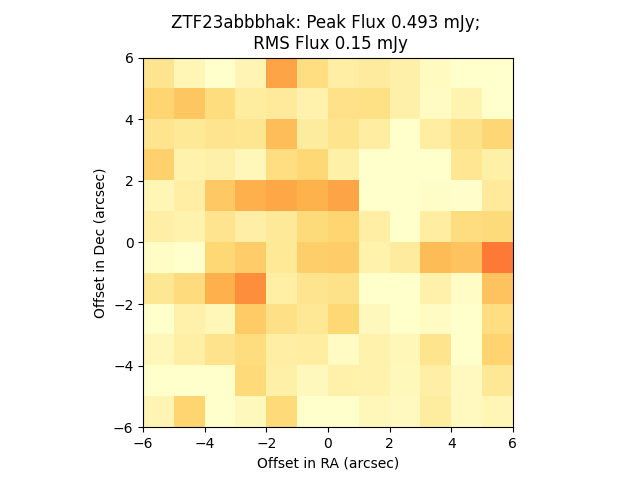 ZTF23abbbhak: Peak Flux 0.493 mJy;
RMS Flux 0.15 mJy
6
4
2
0
−2
−4
−6
Offset in Dec (arcsec)
−6 −4 −2 0 2 4 6
Offset in RA (arcsec)